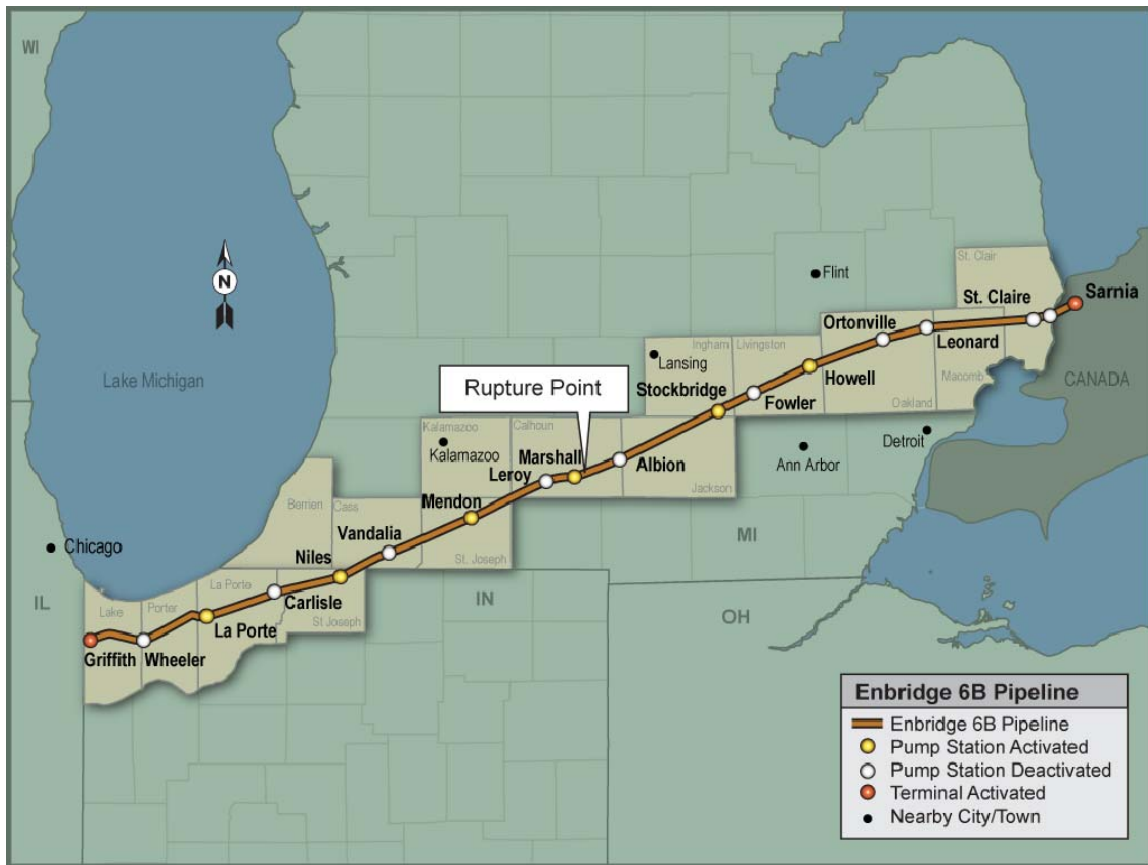 WI
Lake Michigan
N
Flint
St. Clair
St. Claire
Sarnia
Ortonville
Leonard
Ingham
Livingston
Lansing
Stockbridge
Howell
Macomb
CANADA
Rupture Point
Fowler
Oakland
Kalamazoo
Kalamazoo
Calhoun
Marshall
Leroy
Albion
Jackson
Ann Arbor
Detroit
Mendon
Berrien
Cass
Vandalia
Niles
St. Joseph
MI
Chicago
IL
IN
OH
La Porte
Lake
Porter
Carlisle
St Joseph
La Porte
Griffith
Wheeler
Enbridge 6B Pipeline
Enbridge 6B Pipeline
Pump Station Activated
Pump Station Deactivated
Terminal Activated
Nearby City/Town